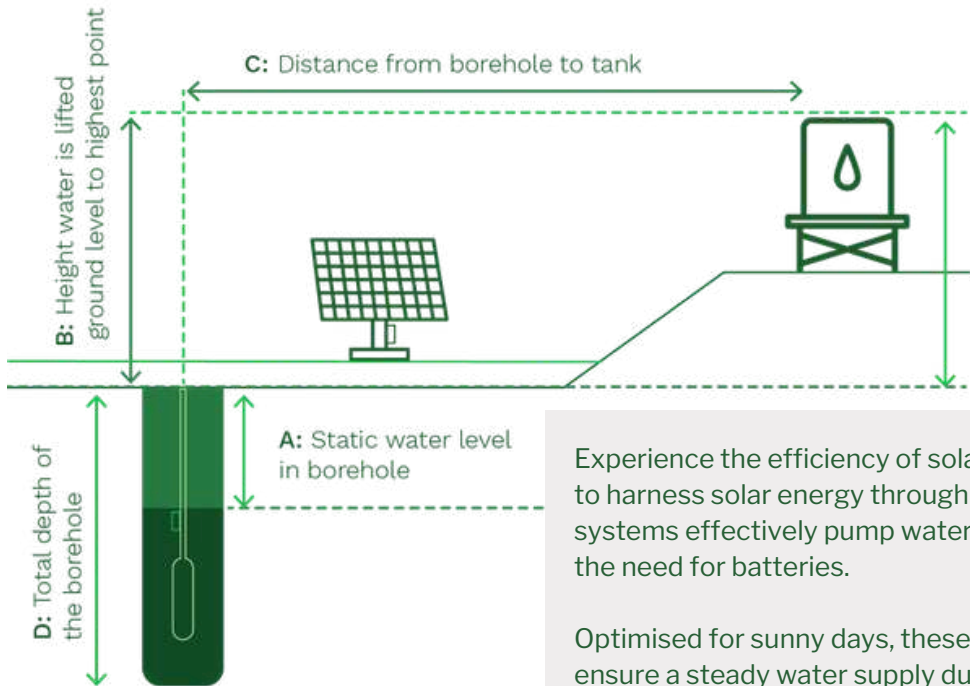 C: Distance from borehole to tank
B: Height water is lifted
ground level to highest point
A: Static water level
in borehole
D: Total depth of
the borehole
Experience the efficiency of
to harness solar energy through
systems effectively pump water
the need for batteries.
Optimised for sunny days, these
ensure a steady water supply